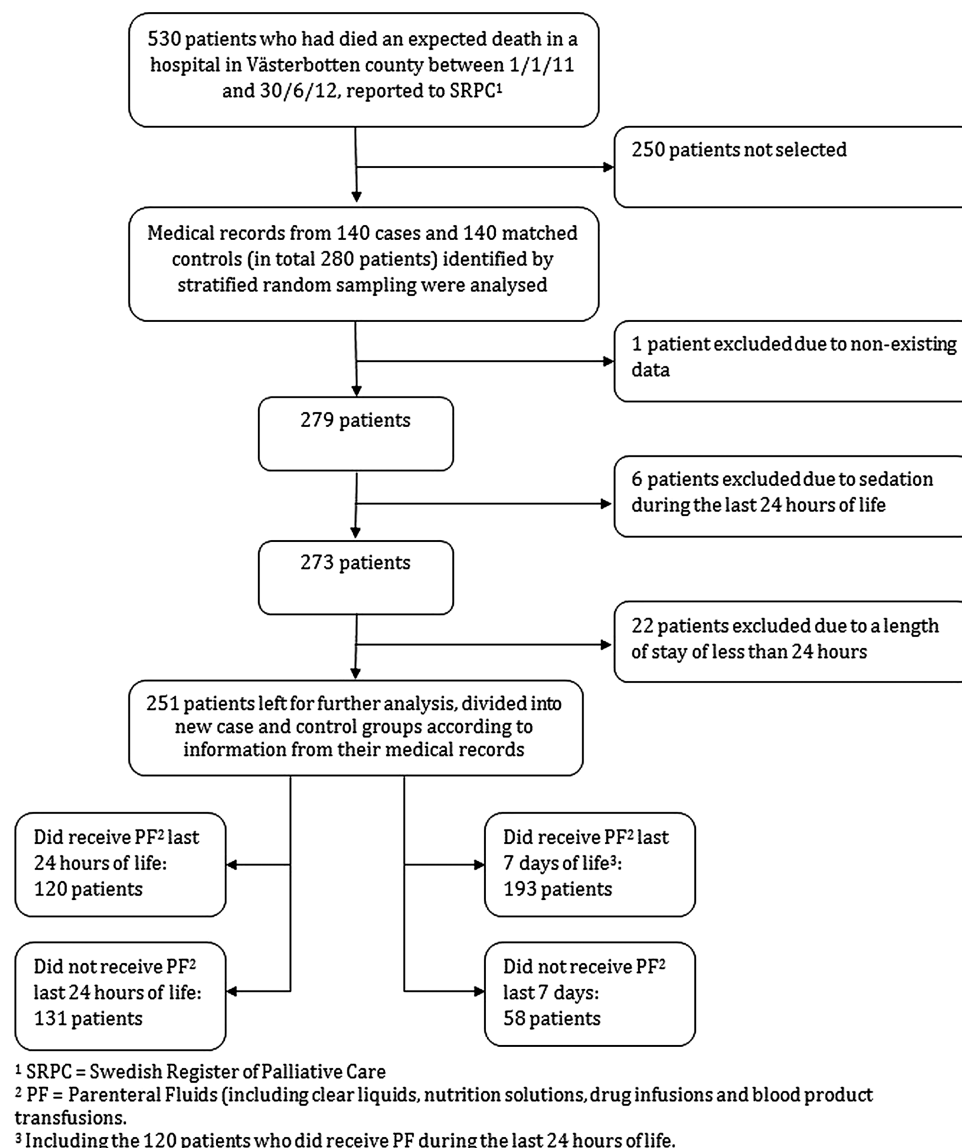 530 patients who had died an expected death in a
hospital in Västerbotten county between 1/1/11
and 30/6/12, reported to SRPC¹
250 patients not selected
Medical records from 140 cases and 140 matched
controls (in total 280 patients) identified by
stratified random sampling were analysed
1 patient excluded due to non-existing
data
279 patients
6 patients excluded due to sedation
during the last 24 hours of life
273 patients
22 patients excluded due to a length
of stay of less than 24 hours
251 patients left for further analysis, divided into
new case and control groups according to
information from their medical records
Did receive PF² last
24 hours of life:
120 patients
Did receive PF² last
7 days of life³:
193 patients
Did not receive PF²
last 24 hours of life:
131 patients
Did not receive PF²
last 7 days:
58 patients
¹ SRPC = Swedish Register of Palliative Care
² PF = Parenteral Fluids (including clear liquids, nutrition solutions, drug infusions and blood product
transfusions.
³ Including the 120 patients who did receive PF during the last 24 hours of life.